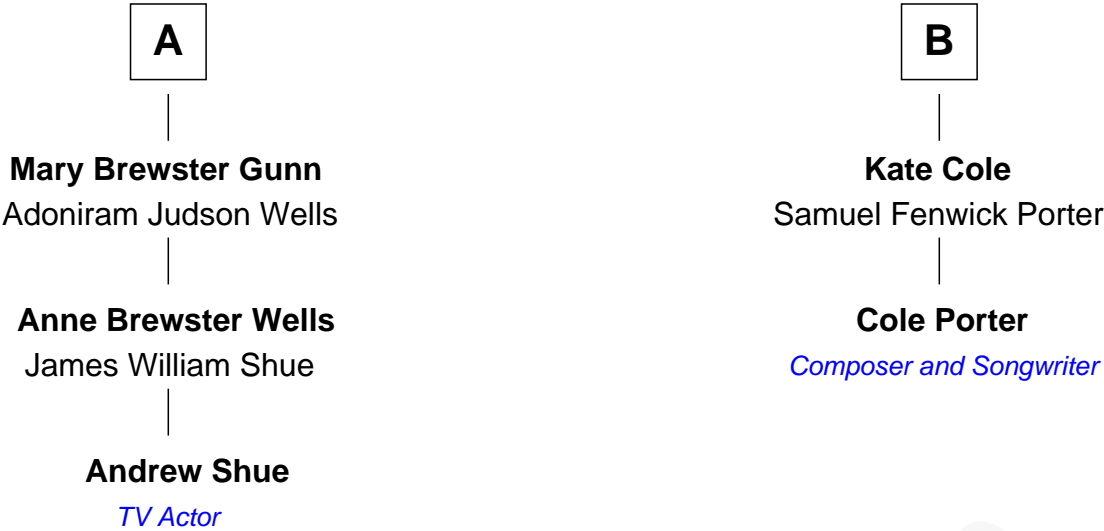 A
Mary Brewster Gunn
Adoniram Judson Wells
Anne Brewster Wells
James William Shue
Andrew Shue
TV Actor
B
Kate Cole
Samuel Fenwick Porter
Cole Porter
Composer and Songwriter